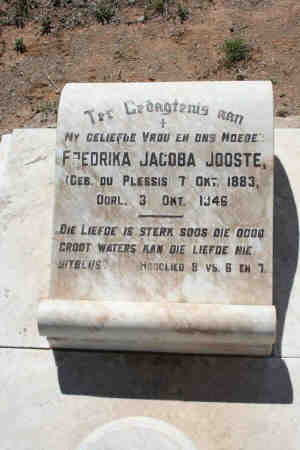 Ter Gedagtenis aan
My geliefde vrou en ons moeder
FREDRIKA JACOBA JOOSTE,
(GEB. DU PLESSIS 7 OKT. 1883,
OORL. 3 OKT. 1946
DIE LIEFDE IS STERK SOOS DIE DOOD
GROOT WATERS KAN DIE LIEFDE NIE
UITBLUS HOOGLIED 8 VS. 6 EN 7.